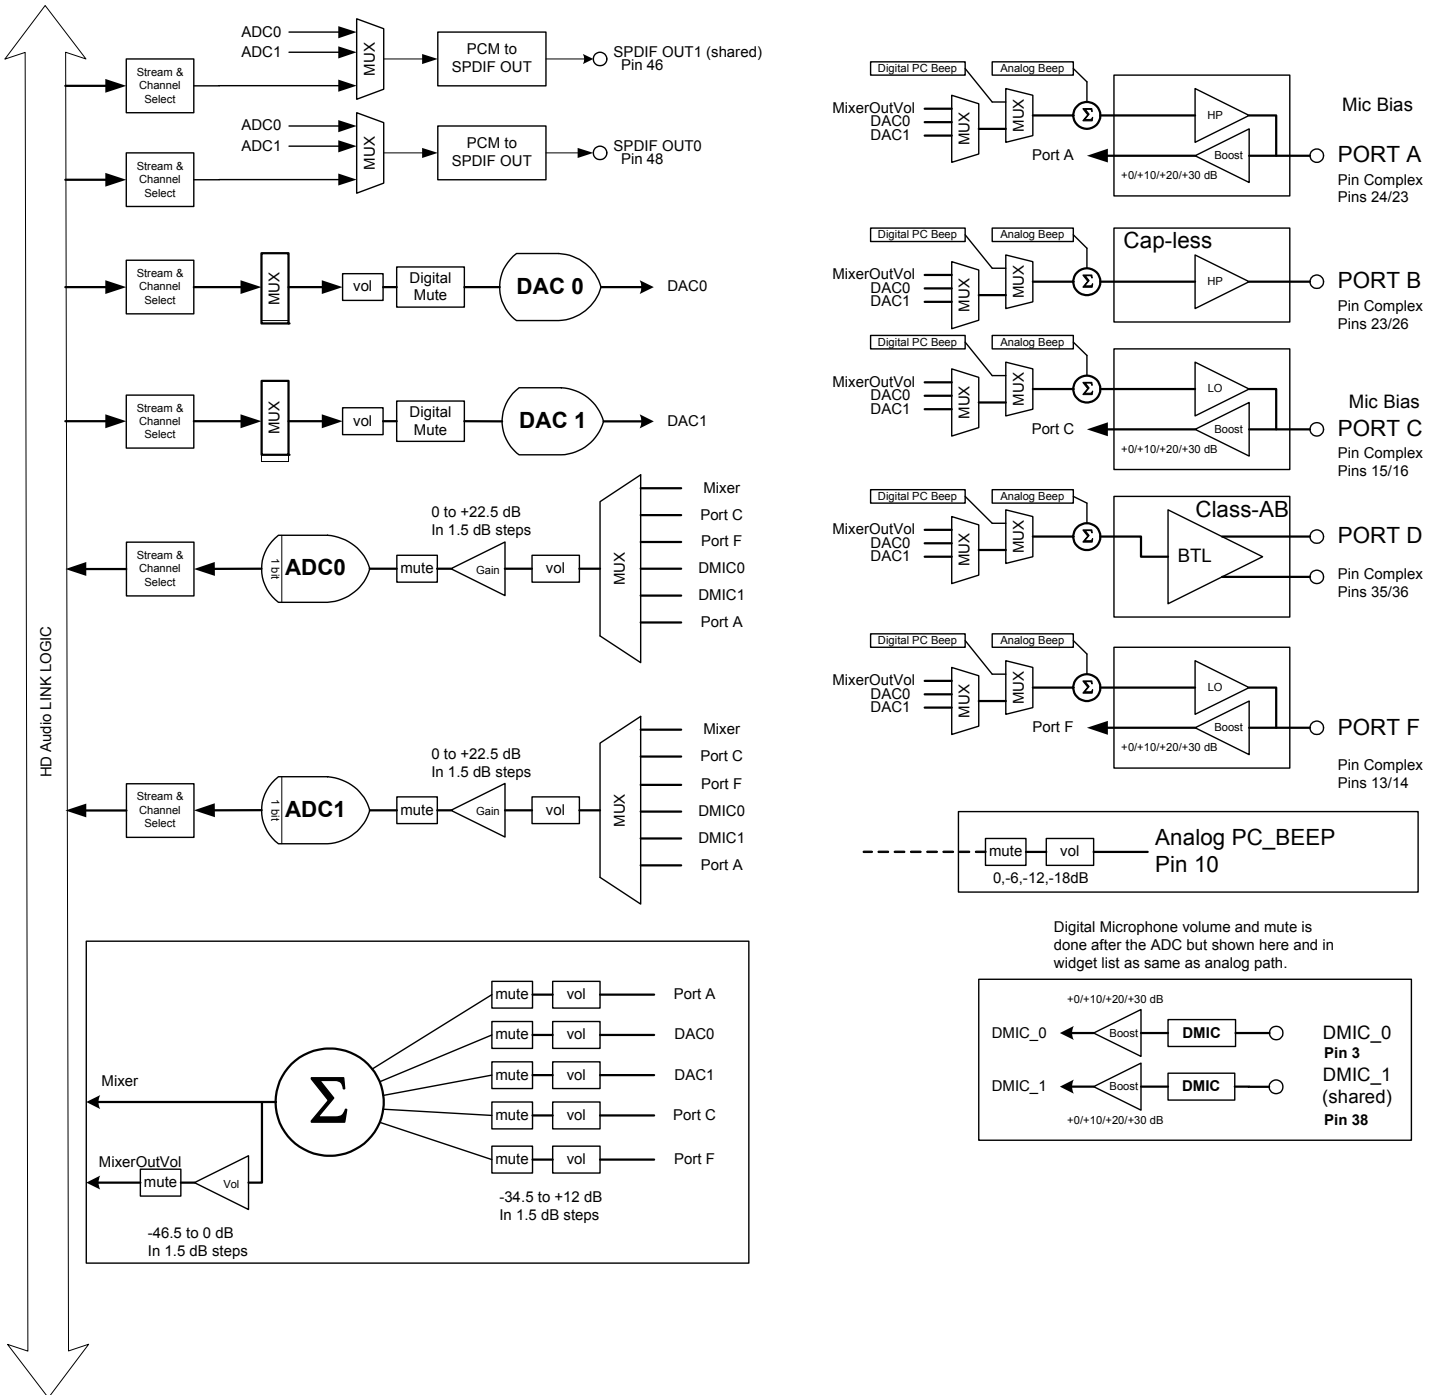 HD Audio LINK LOGIC
ADC0
ADC1
MUX
PCM to
SPDIF OUT
SPDIF OUT1 (shared)
Pin 46
Stream &
Channel
Select
ADC0
ADC1
MUX
PCM to
SPDIF OUT
SPDIF OUT0
Pin 48
Stream &
Channel
Select
Stream &
Channel
Select
MUX
vol
Digital
Mute
DAC 0
DAC0
Stream &
Channel
Select
MUX
vol
Digital
Mute
DAC 1
DAC1
Stream &
Channel
Select
1 bit
ADC0
mute
0 to +22.5 dB
In 1.5 dB steps
Gain
vol
MUX
Mixer
Port C
Port F
DMIC0
DMIC1
Port A
Stream &
Channel
Select
1 bit
ADC1
mute
0 to +22.5 dB
In 1.5 dB steps
Gain
vol
MUX
Mixer
Port C
Port F
DMIC0
DMIC1
Port A
Mixer
MixerOutVol
mute
Vol
-46.5 to 0 dB
In 1.5 dB steps
Σ
mute
vol
Port A
mute
vol
DAC0
mute
vol
DAC1
mute
vol
Port C
mute
vol
Port F
-34.5 to +12 dB
In 1.5 dB steps
Digital PC Beep
Analog Beep
MixerOutVol
DAC0
DAC1
MUX
MUX
Σ
HP
Port A
Boost
+0/+10/+20/+30 dB
Mic Bias
PORT A
Pin Complex
Pins 24/23
Digital PC Beep
Analog Beep
MixerOutVol
DAC0
DAC1
MUX
MUX
Σ
Cap-less
HP
PORT B
Pin Complex
Pins 23/26
Digital PC Beep
Analog Beep
MixerOutVol
DAC0
DAC1
MUX
MUX
Σ
LO
Port C
Boost
+0/+10/+20/+30 dB
Mic Bias
PORT C
Pin Complex
Pins 15/16
Digital PC Beep
Analog Beep
MixerOutVol
DAC0
DAC1
MUX
MUX
Σ
Class-AB
BTL
PORT D
Pin Complex
Pins 35/36
Digital PC Beep
Analog Beep
MixerOutVol
DAC0
DAC1
MUX
MUX
Σ
LO
Port F
Boost
+0/+10/+20/+30 dB
PORT F
Pin Complex
Pins 13/14
mute
vol
0,-6,-12,-18dB
Analog PC_BEEP
Pin 10
Digital Microphone volume and mute is
done after the ADC but shown here and in
widget list as same as analog path.
+0/+10/+20/+30 dB
DMIC_0
Boost
DMIC
DMIC_0
Pin 3
DMIC_1
Boost
DMIC
DMIC_1
(shared)
Pin 38
+0/+10/+20/+30 dB